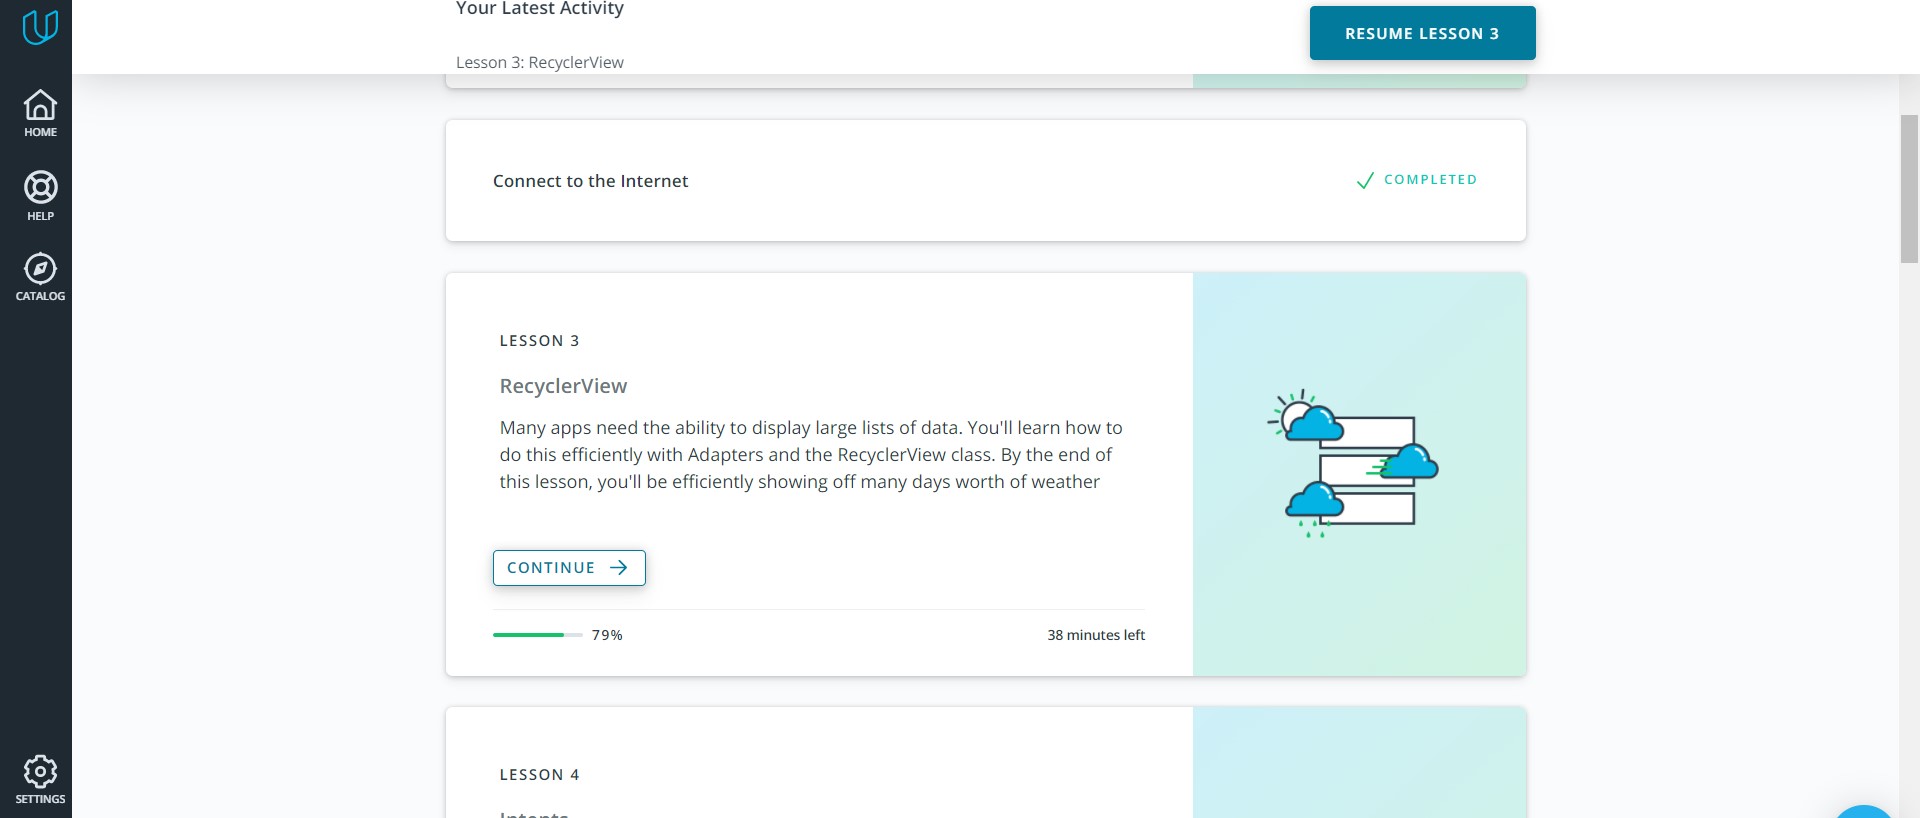 Your Latest Activity
RESUME LESSON 3
Lesson 3: RecyclerView
HOME
HELP
CATALOG
SETTINGS
Connect to the Internet
COMPLETED
LESSON 3
RecyclerView
Many apps need the ability to display large lists of data. You'll learn how to
do this efficiently with Adapters and the RecyclerView class. By the end of
this lesson, you'll be efficiently showing off many days worth of weather
CONTINUE
79%
38 minutes left
LESSON 4
Intents